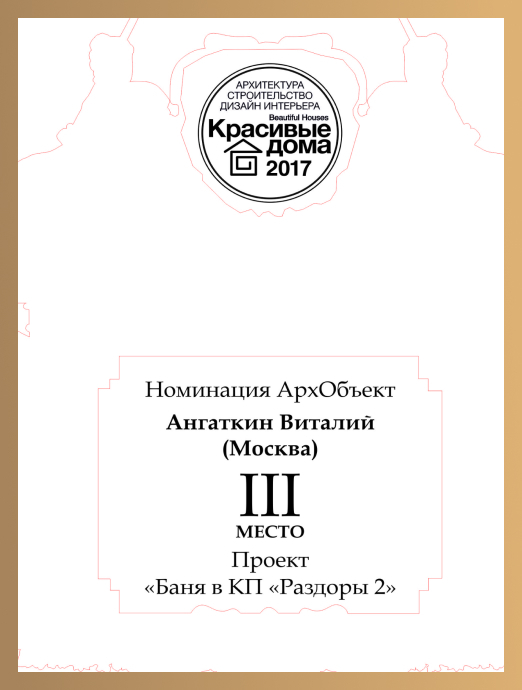 АРХИТЕКТУРА
СТРОИТЕЛЬСТВО
ДИЗАЙН ИНТЕРЬЕРА
Beautiful Houses
Красивые
дома
2017
Номинация АрхОбъект
Ангаткин Виталий
(Москва)
III
МЕСТО
Проект
«Баня в КП «Раздоры 2»